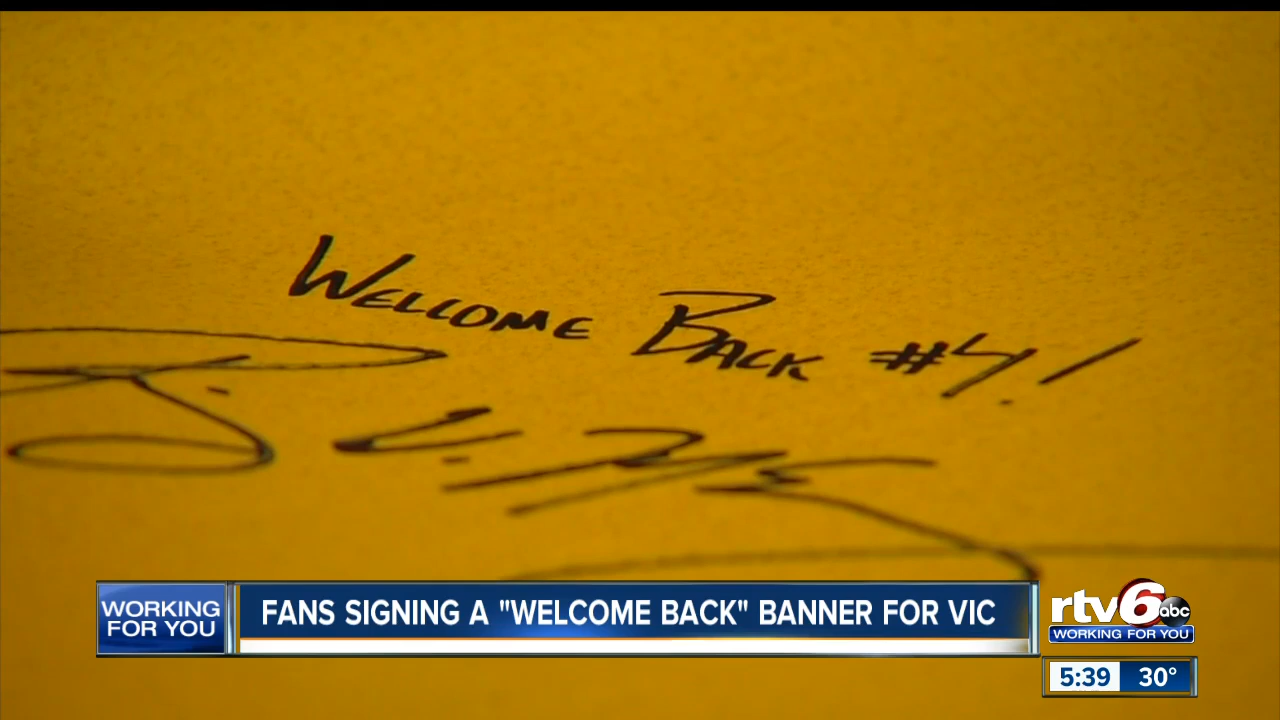 Welcome Back #4!
WORKING
FOR YOU
FANS SIGNING A "WELCOME BACK" BANNER FOR VIC
rtv6 abc
WORKING FOR YOU
5:39 30°